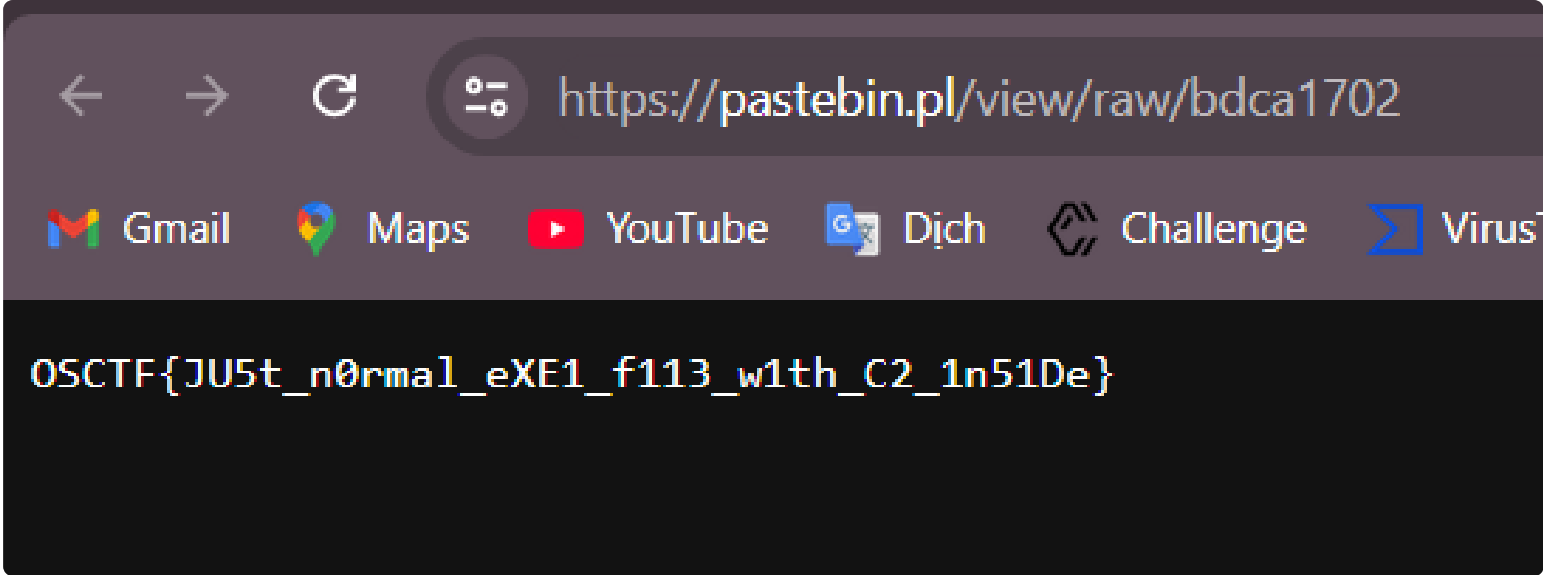 https://pastebin.pl/view/raw/bdca1702
Gmail Maps YouTube Dịch Challenge VirusT
OSCTF{JU5t_n0rmal_eXE1_f113_w1th_C2_1n51De}